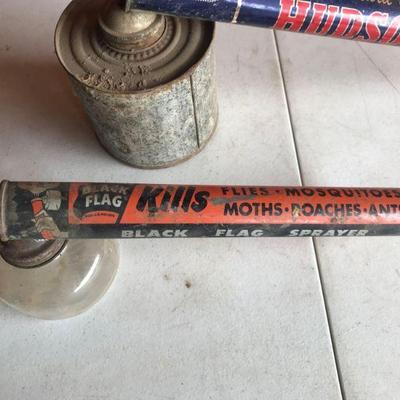 HUDSO
BLACK
FLAG
Kills
FLIES · MOSQUITOES
MOTHS · ROACHES · ANTS
BLACK FLAG SPRAYER